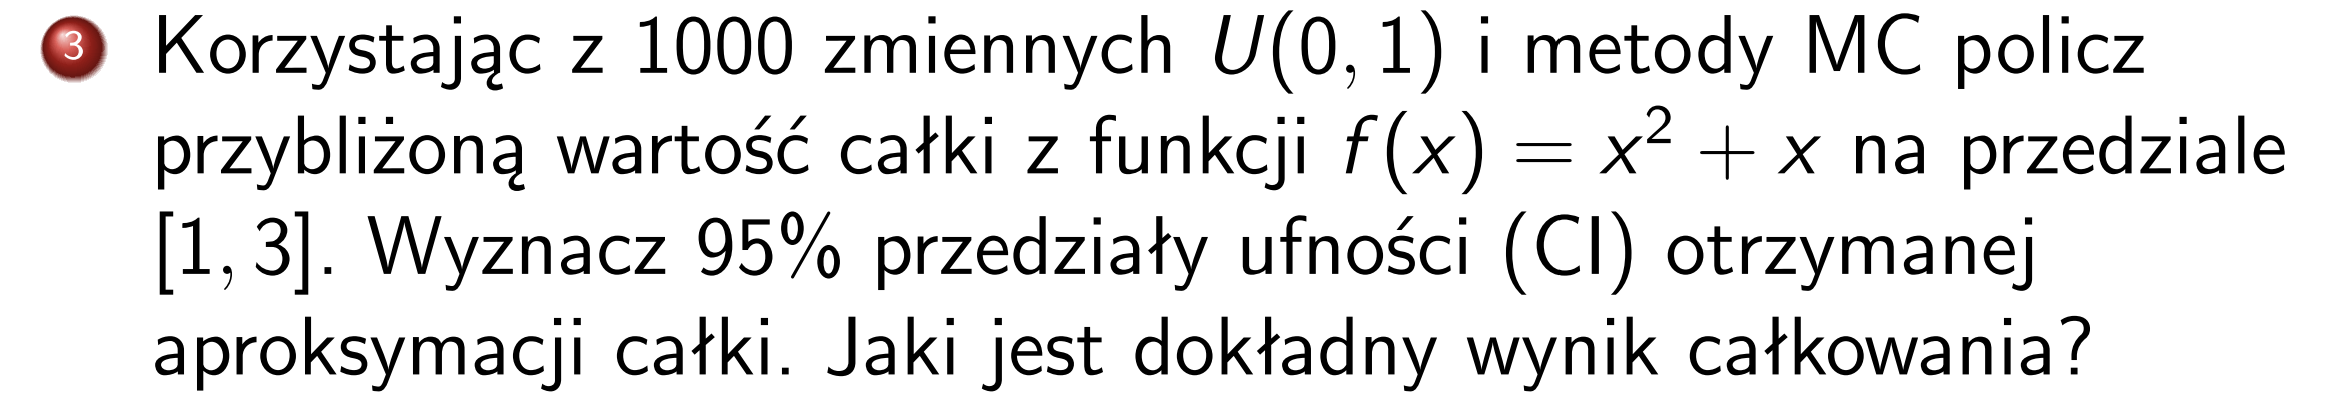 3 Korzystając z 1000 zmiennych U(0, 1) i metody MC policz
przybliżoną wartość całki z funkcji f(x) = x² + x na przedziale
[1, 3]. Wyznacz 95% przedziały ufności (CI) otrzymanej
aproksymacji całki. Jaki jest dokładny wynik całkowania?